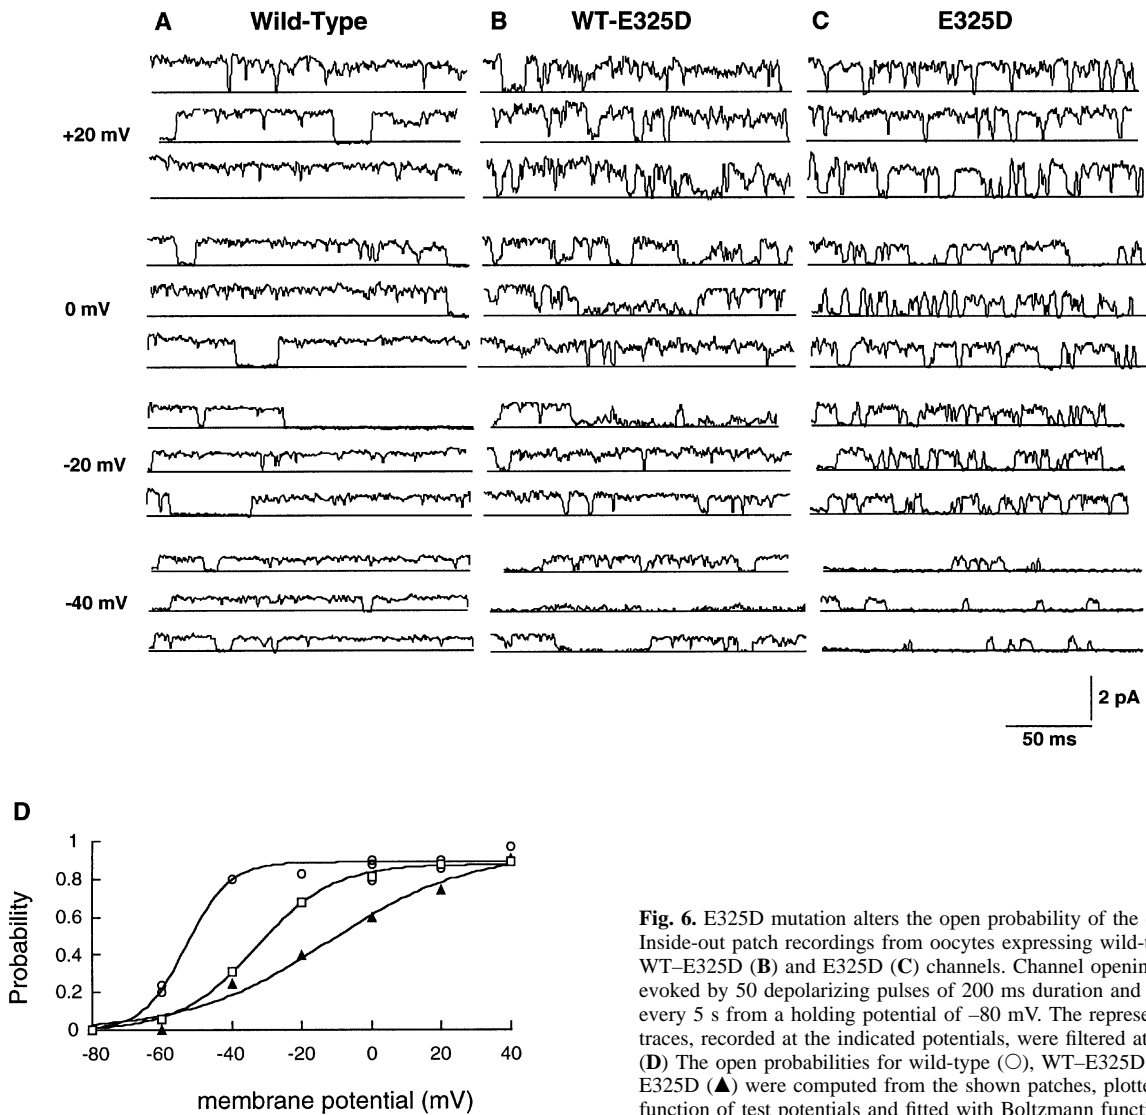 A Wild-Type B WT-E325D C E325D
+20 mV
0 mV
-20 mV
-40 mV
2 pA
50 ms
D
Probability
1
0.8
0.6
0.4
0.2
0
-80 -60 -40 -20 0 20 40
membrane potential (mV)
Fig. 6. E325D mutation alters the open probability of the
Inside-out patch recordings from oocytes expressing
WT–E325D (B) and E325D (C) channels. Channel
evoked by 50 depolarizing pulses of 200 ms duration and
every 5 s from a holding potential of –80 mV. The
traces, recorded at the indicated potentials, were filtered at
(D) The open probabilities for wild-type (○), WT–E325D
E325D (▲) were computed from the shown patches,
function of test potentials and fitted with Boltzmann